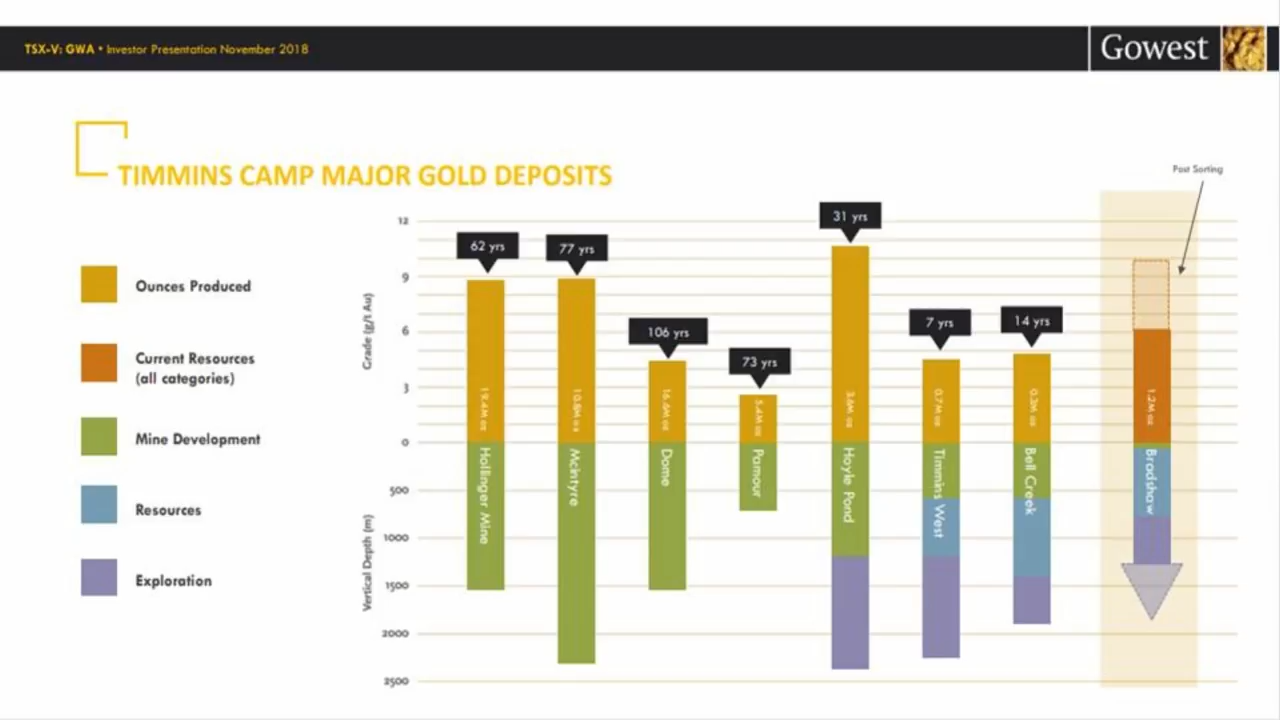 TSX-V: GWA • Investor Presentation November 2018
Gowest
TIMMINS CAMP MAJOR GOLD DEPOSITS
Post Sorting
Ounces Produced
Current Resources
(all categories)
Mine Development
Resources
Exploration
Grade (g/t Au)
Vertical Depth (m)
12
9
6
3
0
500
1000
1500
2000
2500
62 yrs
77 yrs
106 yrs
73 yrs
31 yrs
7 yrs
14 yrs
19.4M oz
10.8M oz
16.6M oz
5.4M oz
3.6M oz
0.7M oz
0.3M oz
1.2M oz
Hollinger Mine
McIntyre
Dome
Pamour
Hoyle Pond
Timmins West
Bell Creek
Bradshaw